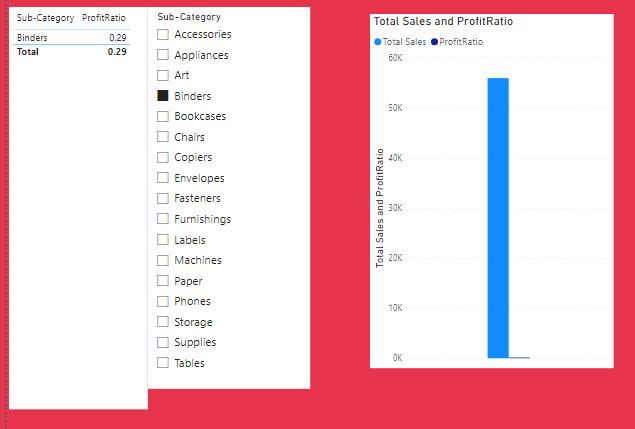 Sub-Category ProfitRatio
Binders 0.29
Total 0.29
Sub-Category
Accessories
Appliances
Art
Binders
Bookcases
Chairs
Copiers
Envelopes
Fasteners
Furnishings
Labels
Machines
Paper
Phones
Storage
Supplies
Tables
Total Sales and ProfitRatio
Total Sales ProfitRatio
60K
50K
40K
30K
20K
10K
0K
Total Sales and ProfitRatio